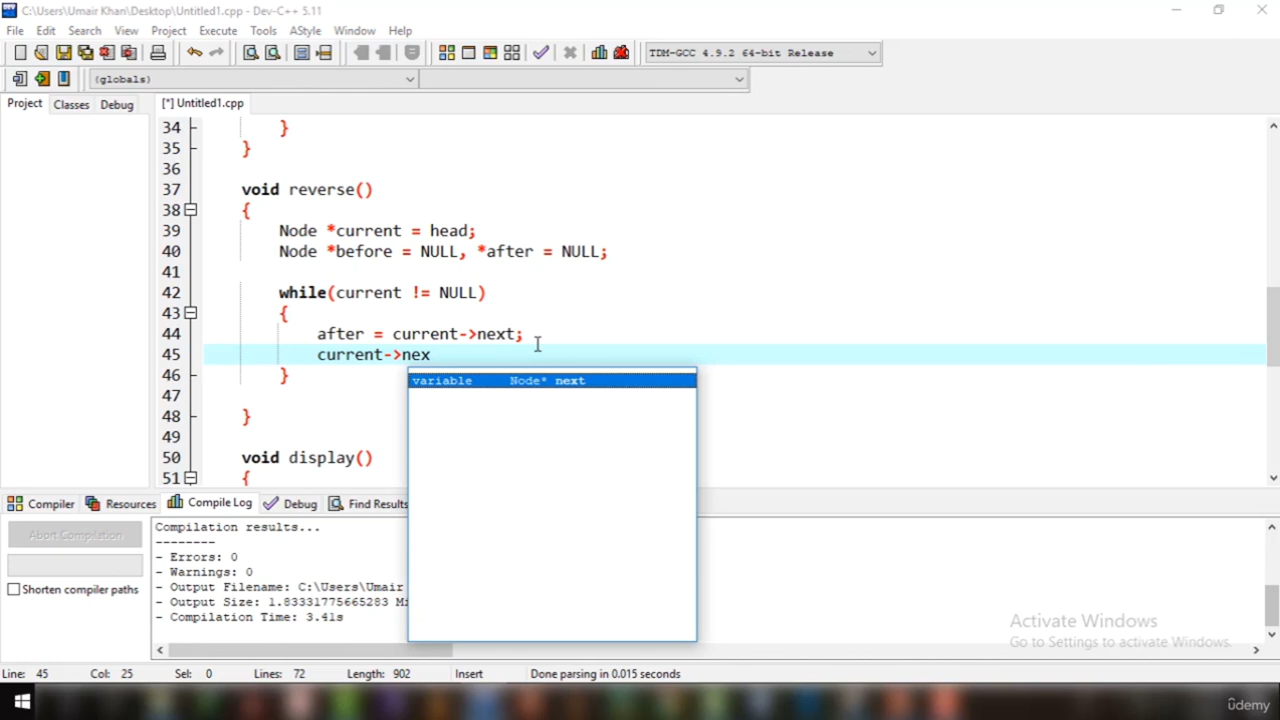 C:\Users\Umair Khan\Desktop\Untitled1.cpp - Dev-C++ 5.11
File Edit Search View Project Execute Tools AStyle Window Help
TDM-GCC 4.9.2 64-bit Release
(globals)
Project Classes Debug [*] Untitled1.cpp
34 }
35 }
36
37 void reverse()
38 {
39 Node *current = head;
40 Node *before = NULL, *after = NULL;
41
42 while(current != NULL)
43 {
44 after = current->next;
45 current->nex
variable Node* next
46 }
47
48 }
49
50 void display()
51 {
Compiler Resources Compile Log Debug Find Results
Abort Compilation
Shorten compiler paths
Compilation results...
--------
- Errors: 0
- Warnings: 0
- Output Filename: C:\Users\Umair
- Output Size: 1.83331775665283 Mi
- Compilation Time: 3.41s
Activate Windows
Go to Settings to activate Windows.
Line: 45 Col: 25 Sel: 0 Lines: 72 Length: 902 Insert Done parsing in 0.015 seconds
ûdemy